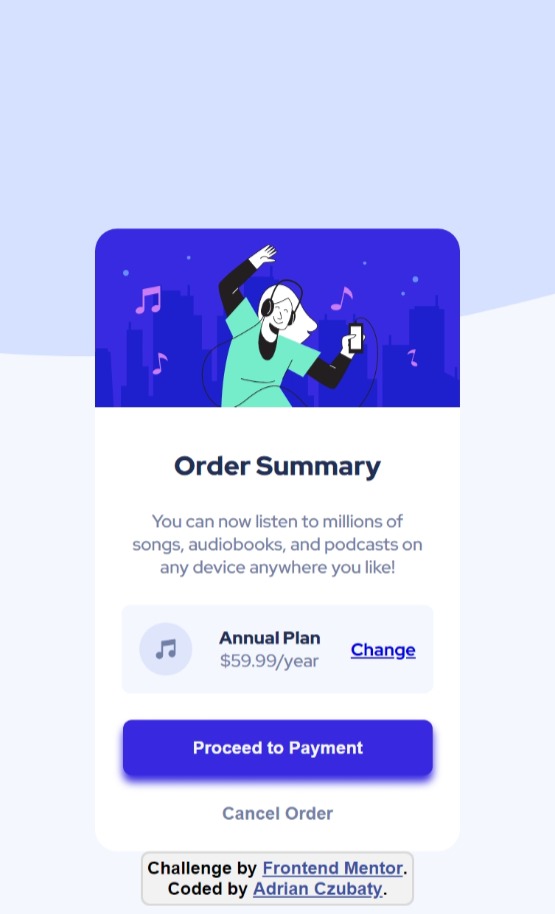 Order Summary
You can now listen to millions of
songs, audiobooks, and podcasts on
any device anywhere you like!
Annual Plan
$59.99/year
Change
Proceed to Payment
Cancel Order
Challenge by Frontend Mentor.
Coded by Adrian Czubaty.